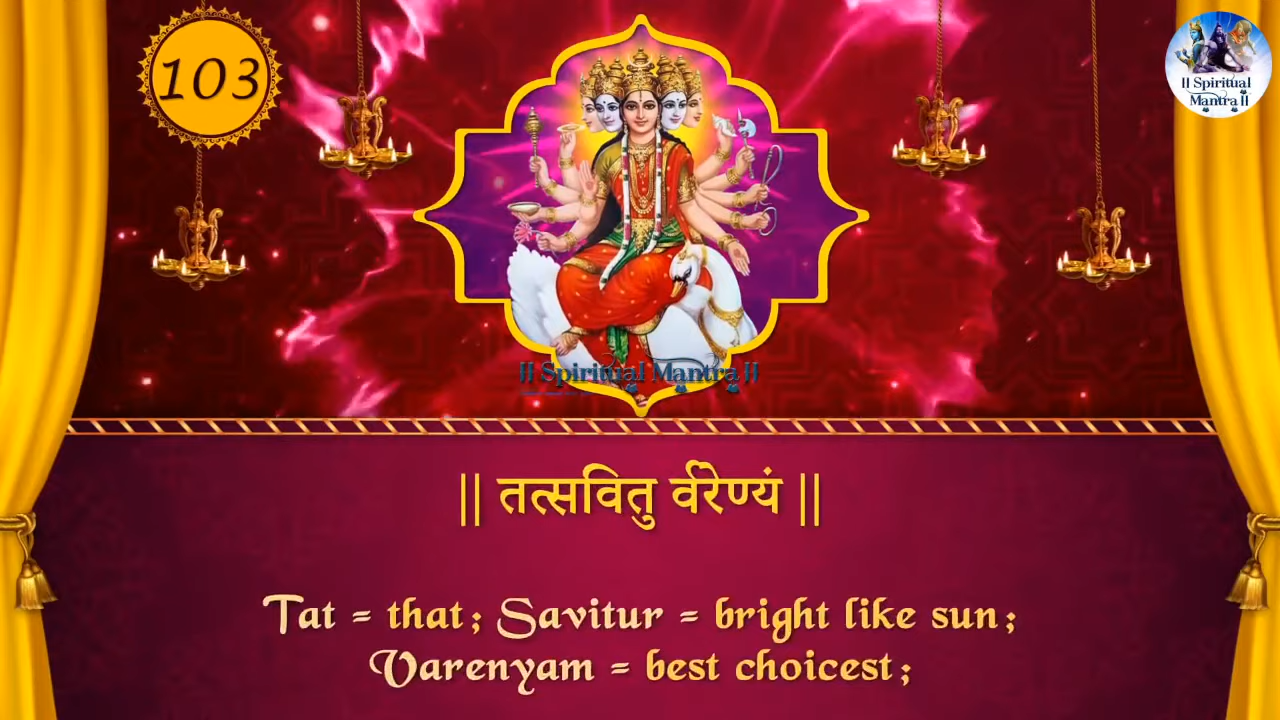 103
|| Spiritual
Mantra ||
|| Spiritual Mantra ||
|| तत्सवितु र्वरेण्यं ||
Tat = that; Savitur = bright like sun;
Varenyam = best choicest;